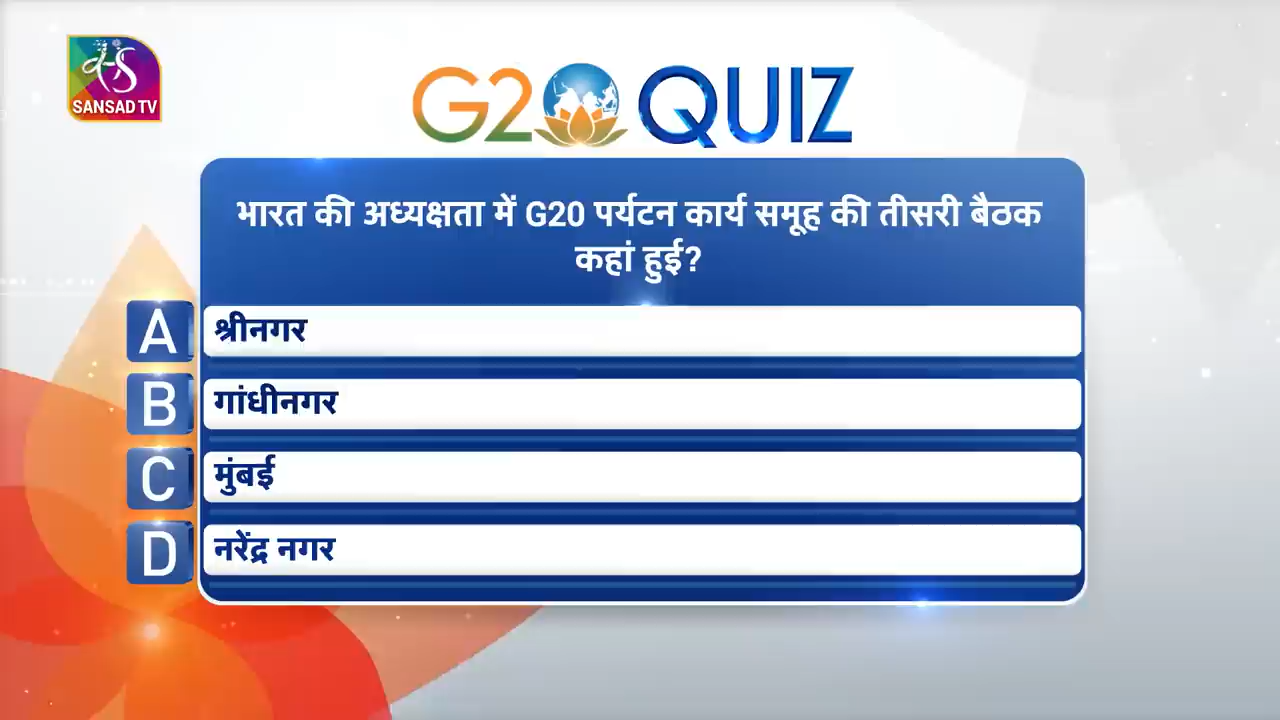 SANSAD TV
G20 QUIZ
भारत की अध्यक्षता में G20 पर्यटन कार्य समूह की तीसरी बैठक
कहां हुई?
A श्रीनगर
B गांधीनगर
C मुंबई
D नरेंद्र नगर